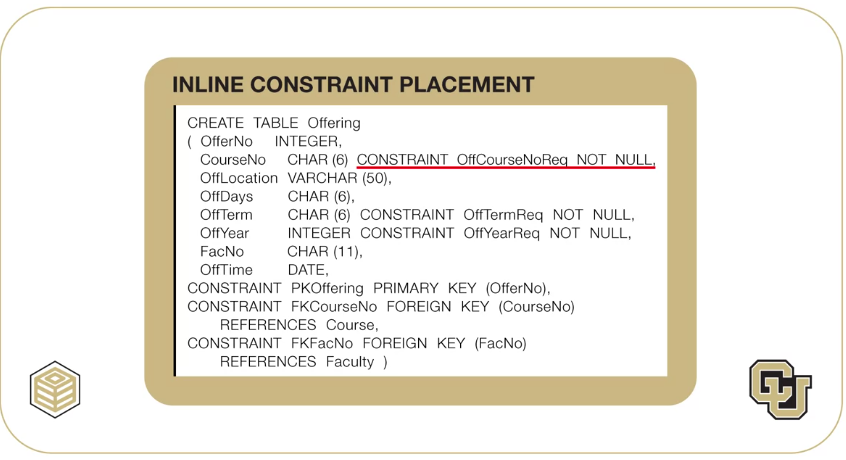 INLINE CONSTRAINT PLACEMENT
CREATE TABLE Offering
( OfferNo INTEGER,
CourseNo CHAR (6) CONSTRAINT OffCourseNoReq NOT NULL,
OffLocation VARCHAR (50),
OffDays CHAR (6),
OffTerm CHAR (6) CONSTRAINT OffTermReq NOT NULL,
OffYear INTEGER CONSTRAINT OffYearReq NOT NULL,
FacNo CHAR (11),
OffTime DATE,
CONSTRAINT PKOffering PRIMARY KEY (OfferNo),
CONSTRAINT FKCourseNo FOREIGN KEY (CourseNo)
REFERENCES Course,
CONSTRAINT FKFacNo FOREIGN KEY (FacNo)
REFERENCES Faculty )
CU